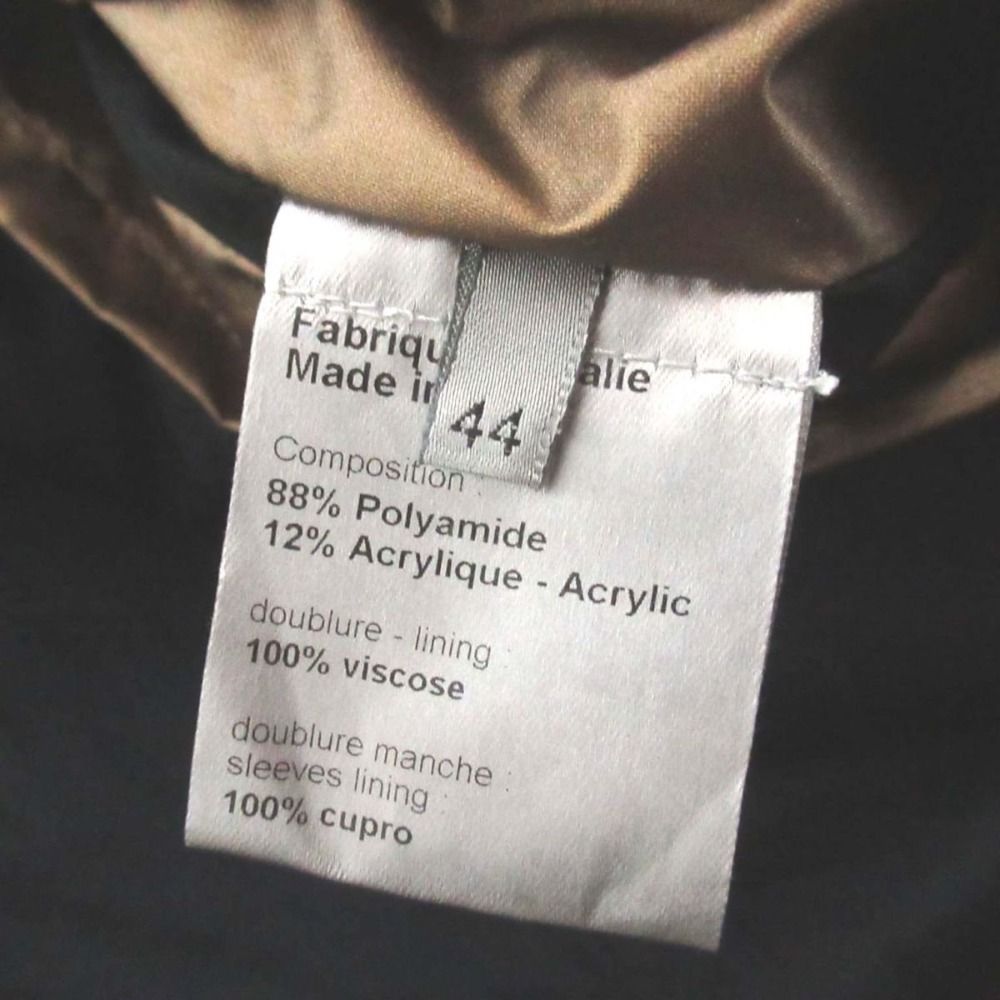 Fabriqu alie
Made in
44
Composition :
88% Polyamide
12% Acrylique - Acrylic
doublure - lining :
100% viscose
doublure manche :
sleeves lining :
100% cupro